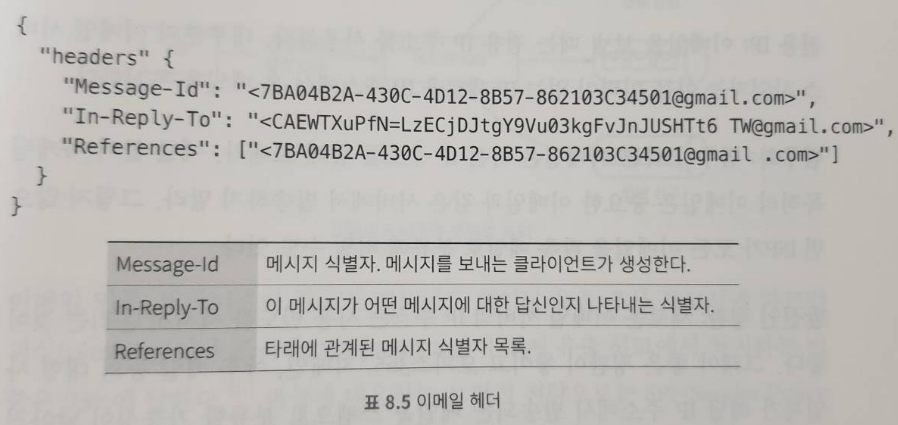 {
"headers" {
"Message-Id": "<7BA04B2A-430C-4D12-8B57-862103C34501@gmail.com>",
"In-Reply-To": "<CAEWTXuPfN=LzECjDJtgY9Vu03kgFvJnJUSHTt6 TW@gmail.com>",
"References": ["<7BA04B2A-430C-4D12-8B57-862103C34501@gmail .com>"]
}
}
Message-Id 메시지 식별자. 메시지를 보내는 클라이언트가 생성한다.
In-Reply-To 이 메시지가 어떤 메시지에 대한 답신인지 나타내는 식별자.
References 타래에 관계된 메시지 식별자 목록.
표 8.5 이메일 헤더